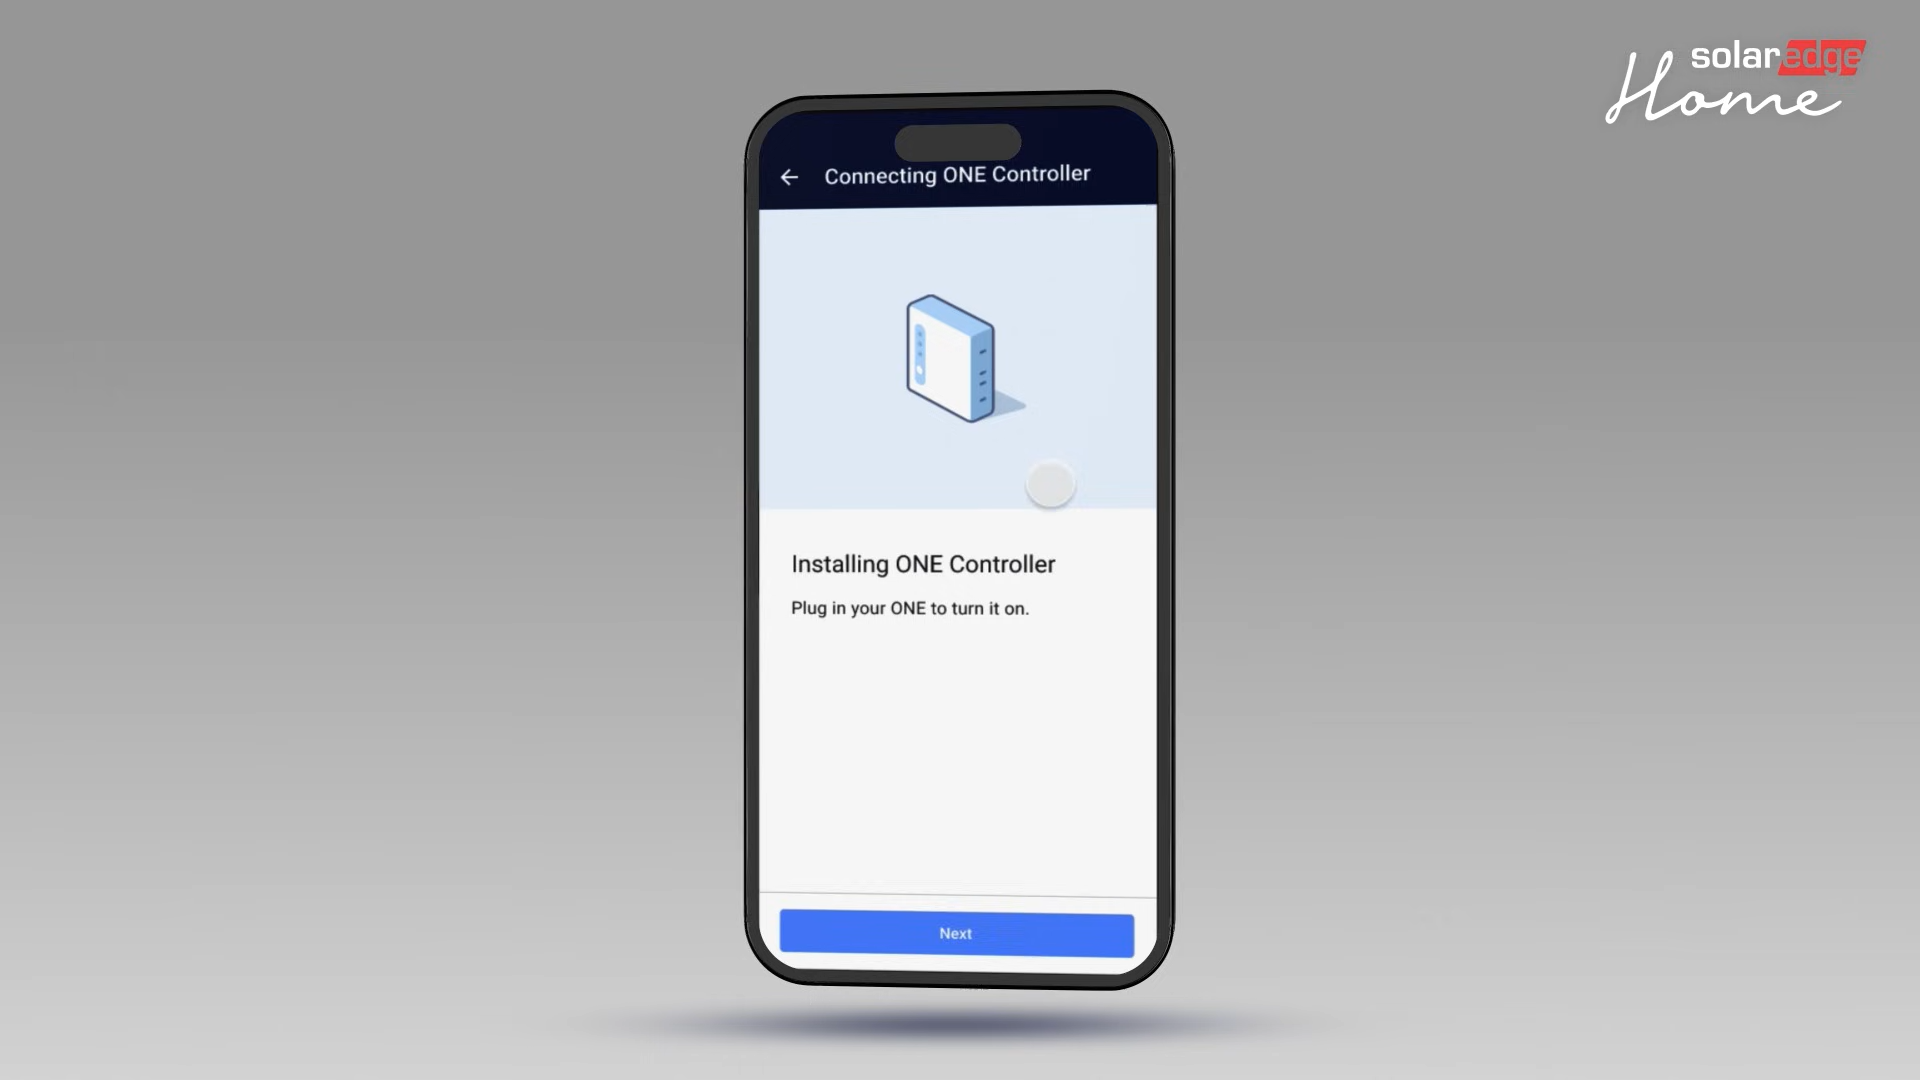 solaredge
Home
Connecting ONE Controller
Installing ONE Controller
Plug in your ONE to turn it on.
Next